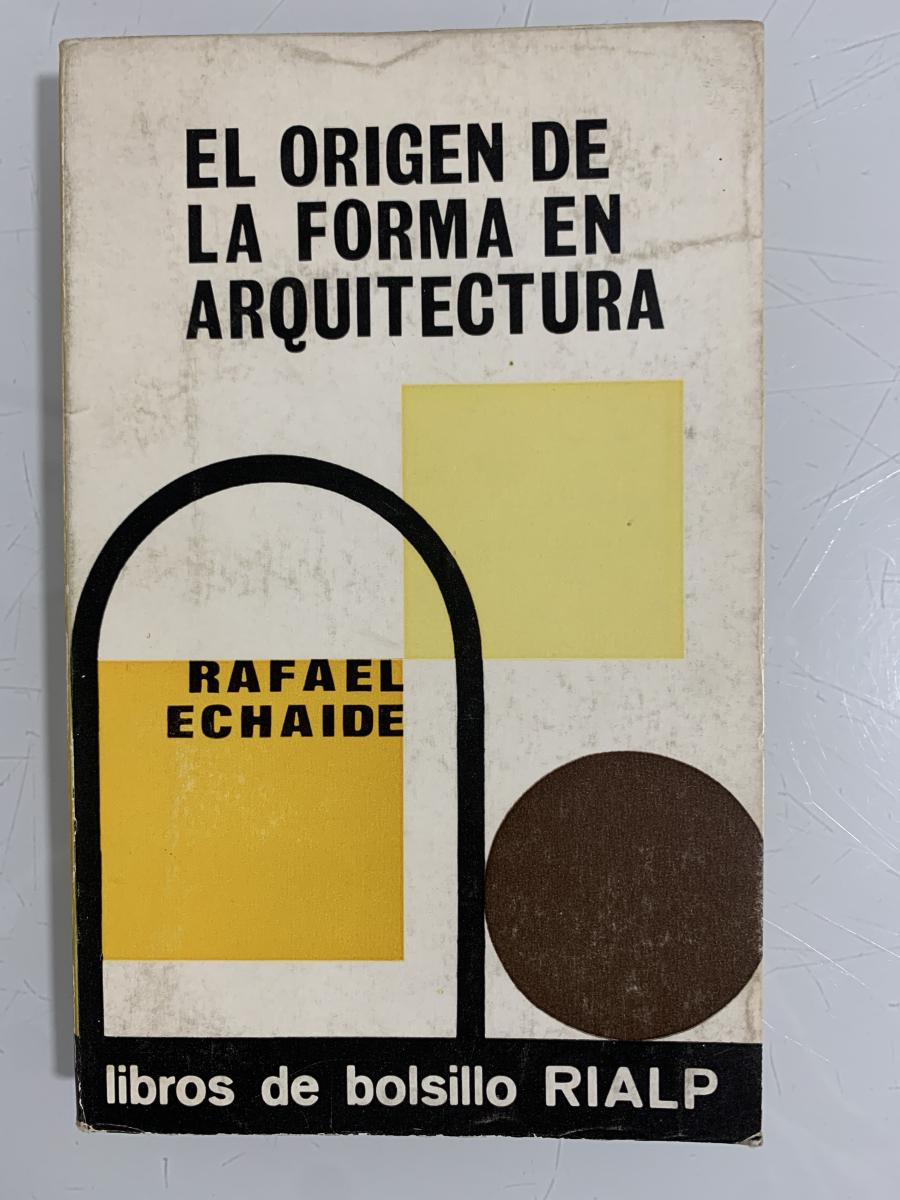 EL ORIGEN DE
LA FORMA EN
ARQUITECTURA
RAFAEL
ECHAIDE
libros de bolsillo RIALP